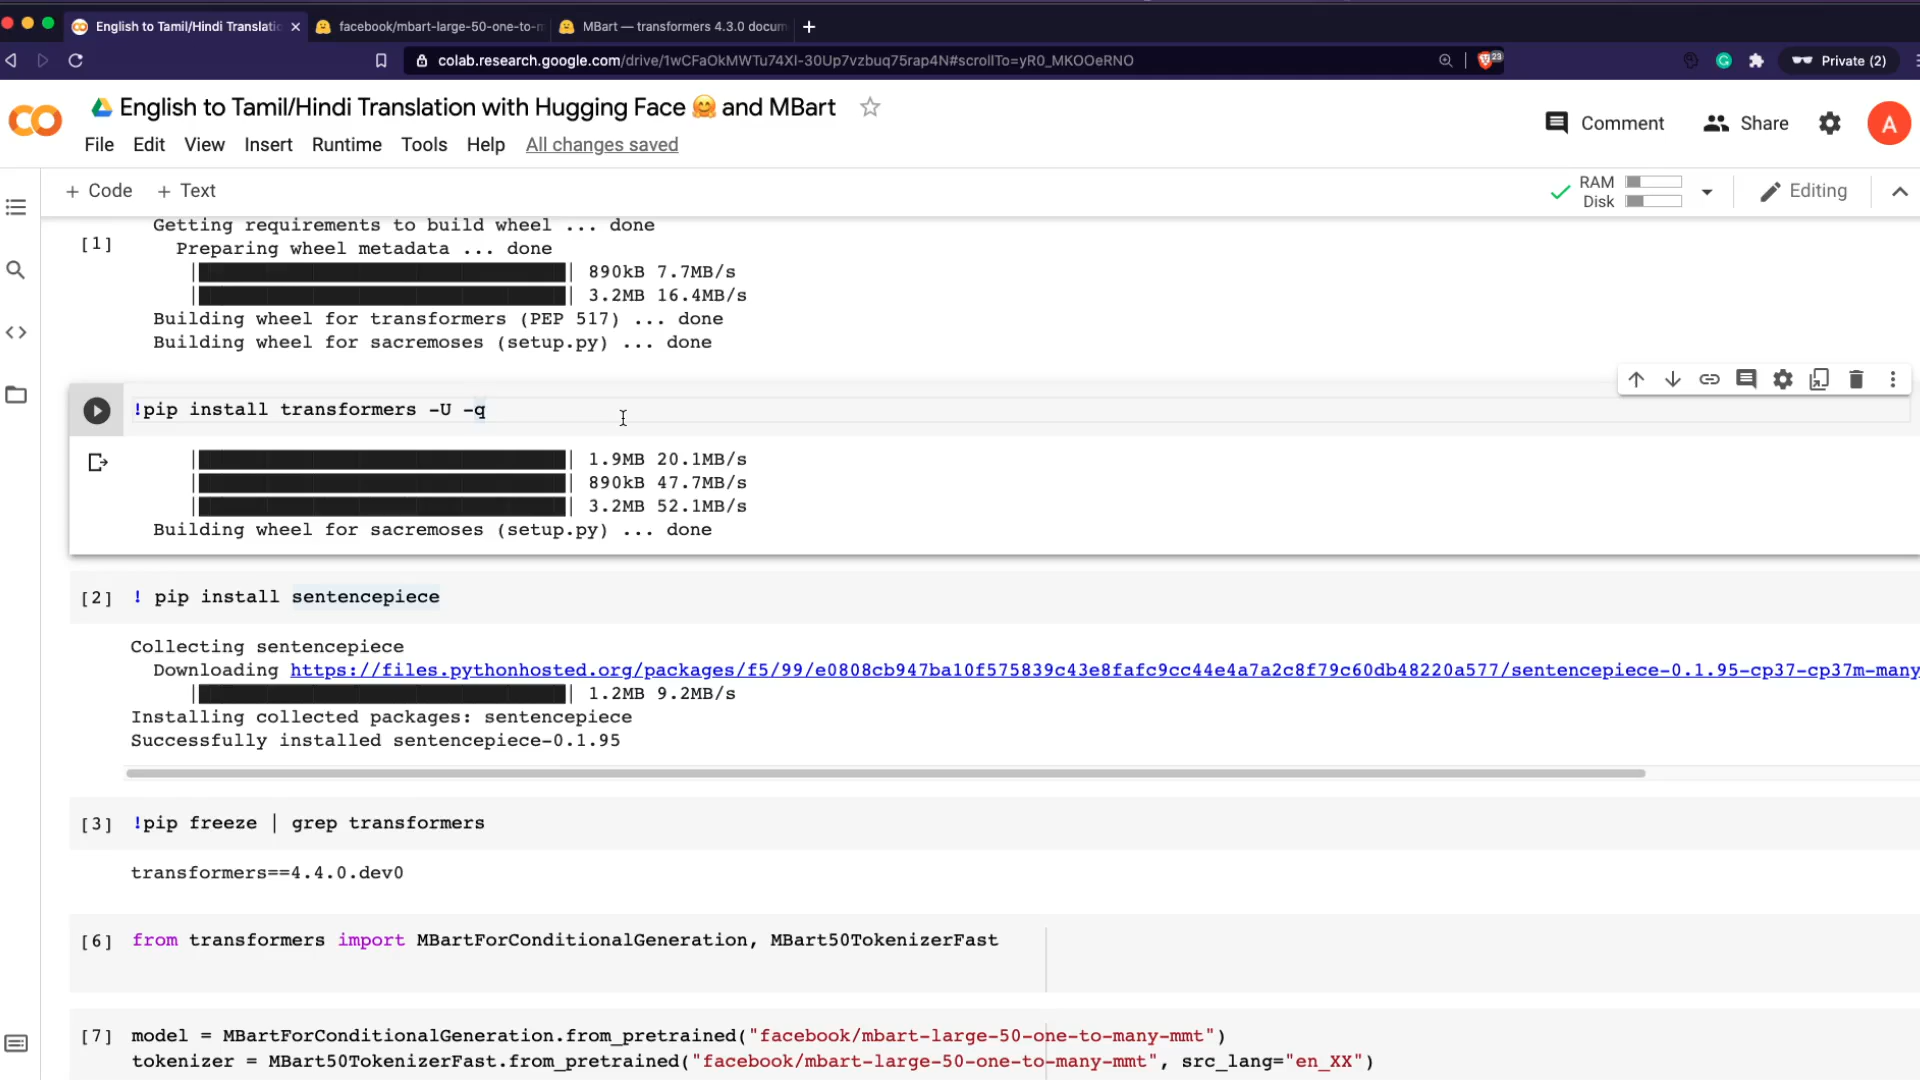 English to Tamil/Hindi Translatio
facebook/mbart-large-50-one-to-m
MBart — transformers 4.3.0 docum
colab.research.google.com/drive/1wCFaOkMWTu74Xl-30Up7vzbuq75rap4N#scrollTo=yR0_MKOOeRNO
23
Private (2)
English to Tamil/Hindi Translation with Hugging Face 🤗 and MBart
Comment
Share
A
File Edit View Insert Runtime Tools Help All changes saved
+ Code + Text
RAM
Disk
Editing
Getting requirements to build wheel ... done
[1]
Preparing wheel metadata ... done
890kB 7.7MB/s
3.2MB 16.4MB/s
Building wheel for transformers (PEP 517) ... done
Building wheel for sacremoses (setup.py) ... done
!pip install transformers -U -q
1.9MB 20.1MB/s
890kB 47.7MB/s
3.2MB 52.1MB/s
Building wheel for sacremoses (setup.py) ... done
[2] ! pip install sentencepiece
Collecting sentencepiece
Downloading https://files.pythonhosted.org/packages/f5/99/e0808cb947ba10f575839c43e8fafc9cc44e4a7a2c8f79c60db48220a577/sentencepiece-0.1.95-cp37-cp37m-many
1.2MB 9.2MB/s
Installing collected packages: sentencepiece
Successfully installed sentencepiece-0.1.95
[3] !pip freeze | grep transformers
transformers==4.4.0.dev0
[6] from transformers import MBartForConditionalGeneration, MBart50TokenizerFast
[7] model = MBartForConditionalGeneration.from_pretrained("facebook/mbart-large-50-one-to-many-mmt")
tokenizer = MBart50TokenizerFast.from_pretrained("facebook/mbart-large-50-one-to-many-mmt", src_lang="en_XX")